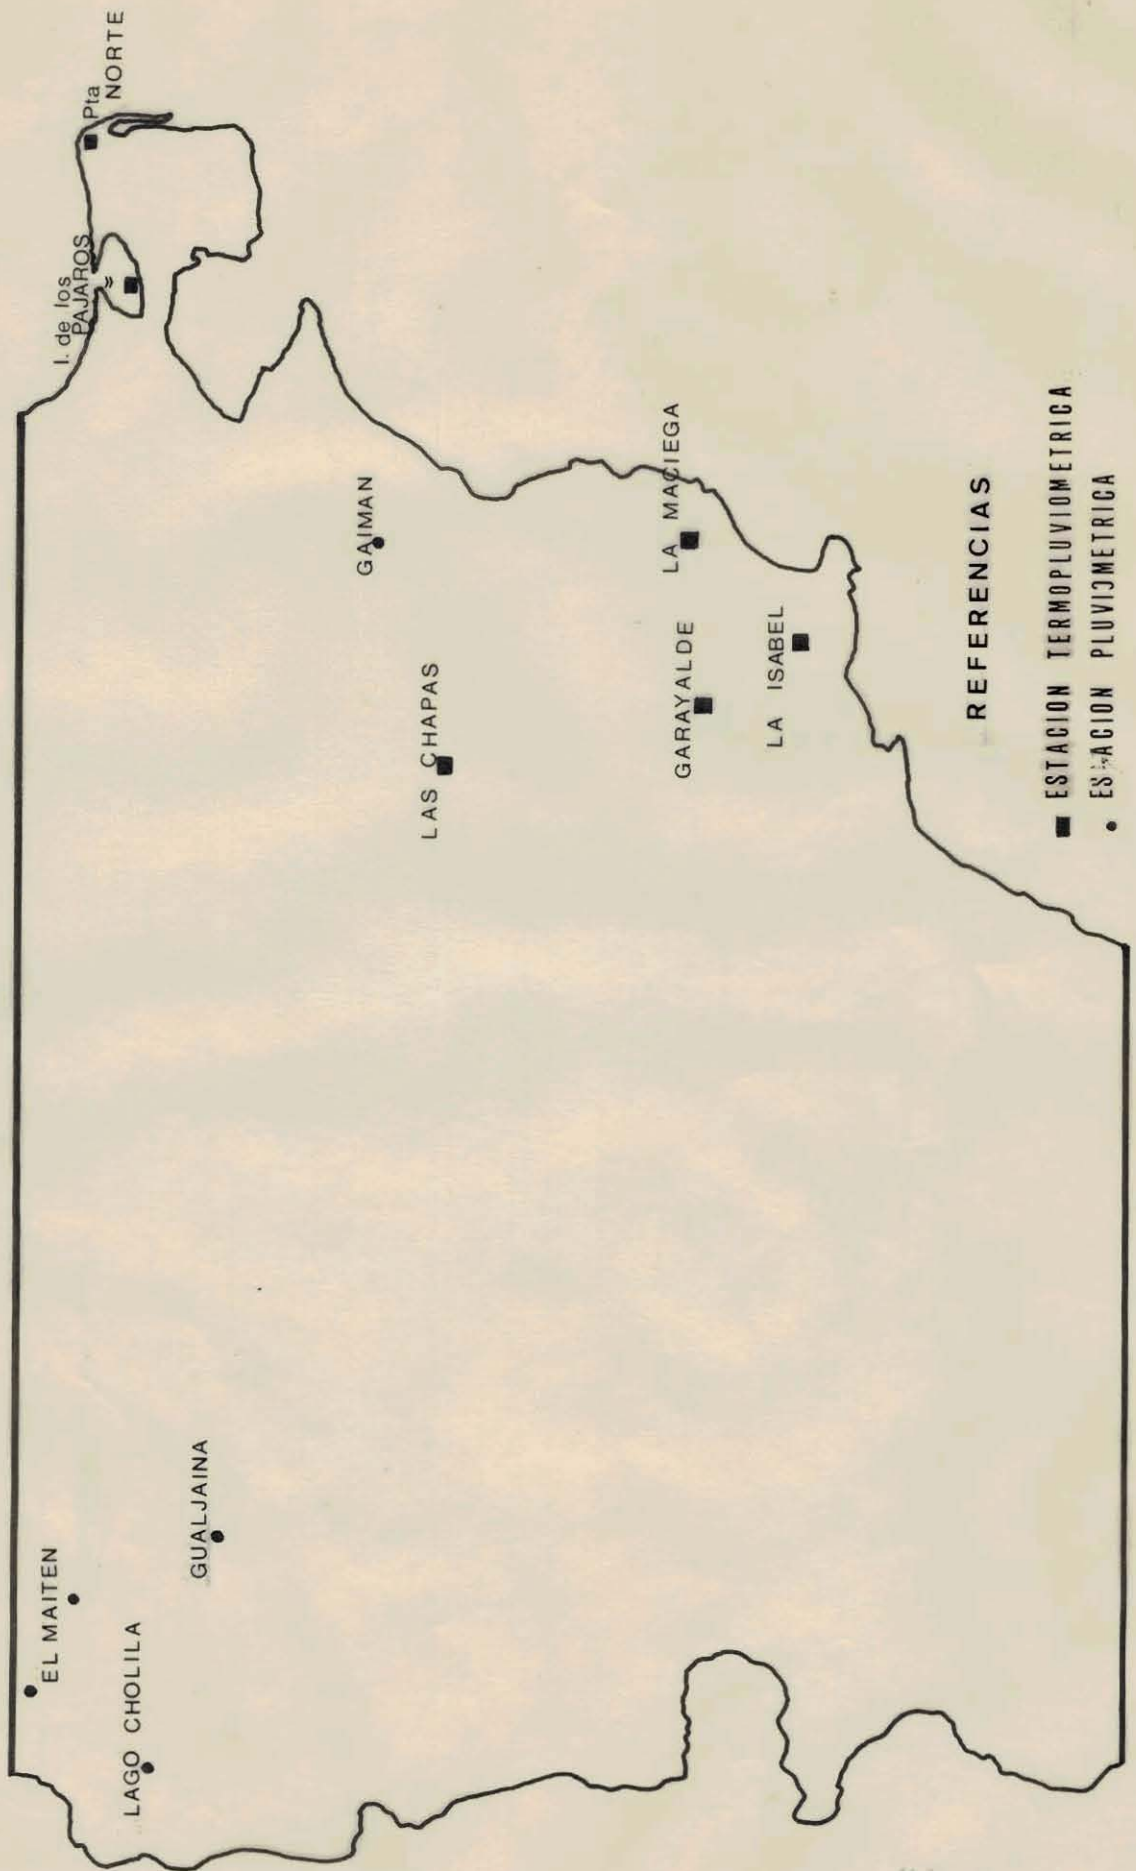 I. de los
PAJAROS
Pta
NORTE
EL MAITEN
LAGO CHOLILA
GUALJAINA
GAIMAN
LAS CHAPAS
LA MACIEGA
GARAYALDE
LA ISABEL
REFERENCIAS
ESTACION TERMOPLUVIOMETRICA
ESTACION PLUVIOMETRICA